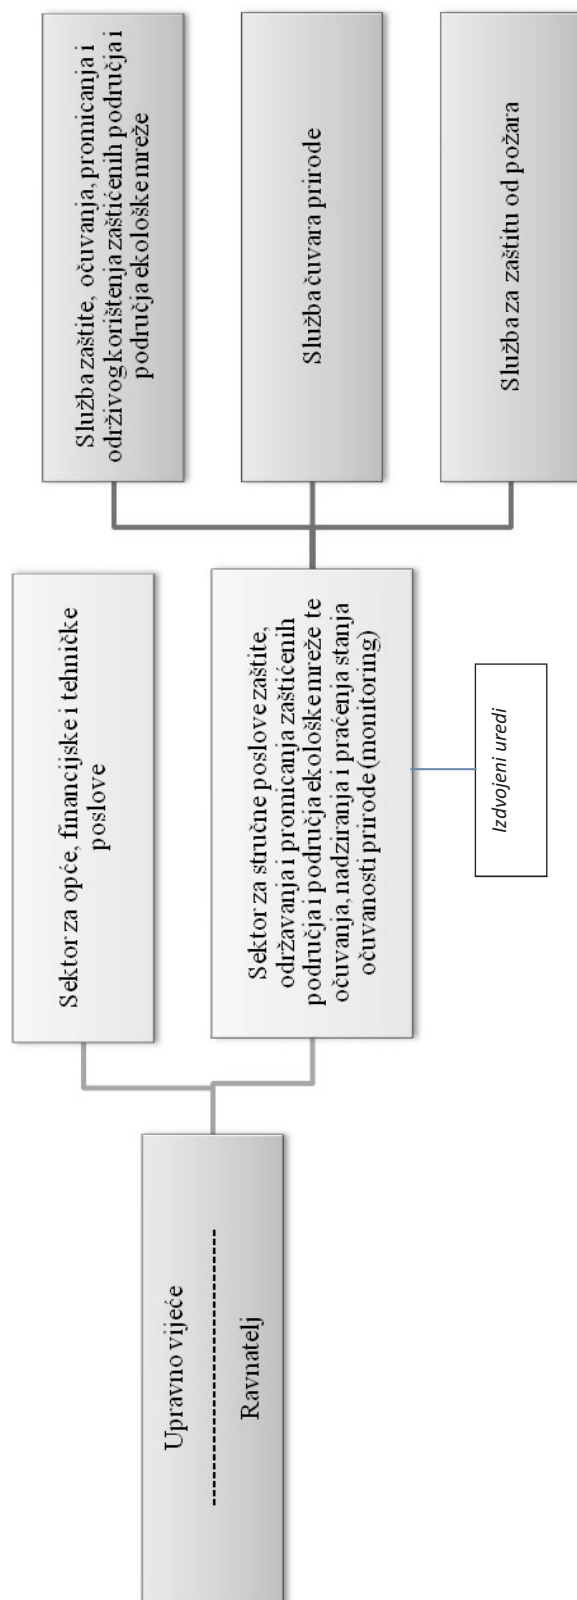 Upravno vijeće
Ravnatelj
Sektor za opće, financijske i tehničke
poslove
Sektor za stručne poslove zaštite,
održavanja i promicanja zaštićenih
područja i područja ekološke mreže te
očuvanja, nadziranja i praćenja stanja
očuvanosti prirode (monitoring)
Izdvojeni uredi
Služba zaštite, očuvanja, promicanja i
održivog korištenja zaštićenih područja i
područja ekološke mreže
Služba čuvara prirode
Služba za zaštitu od požara